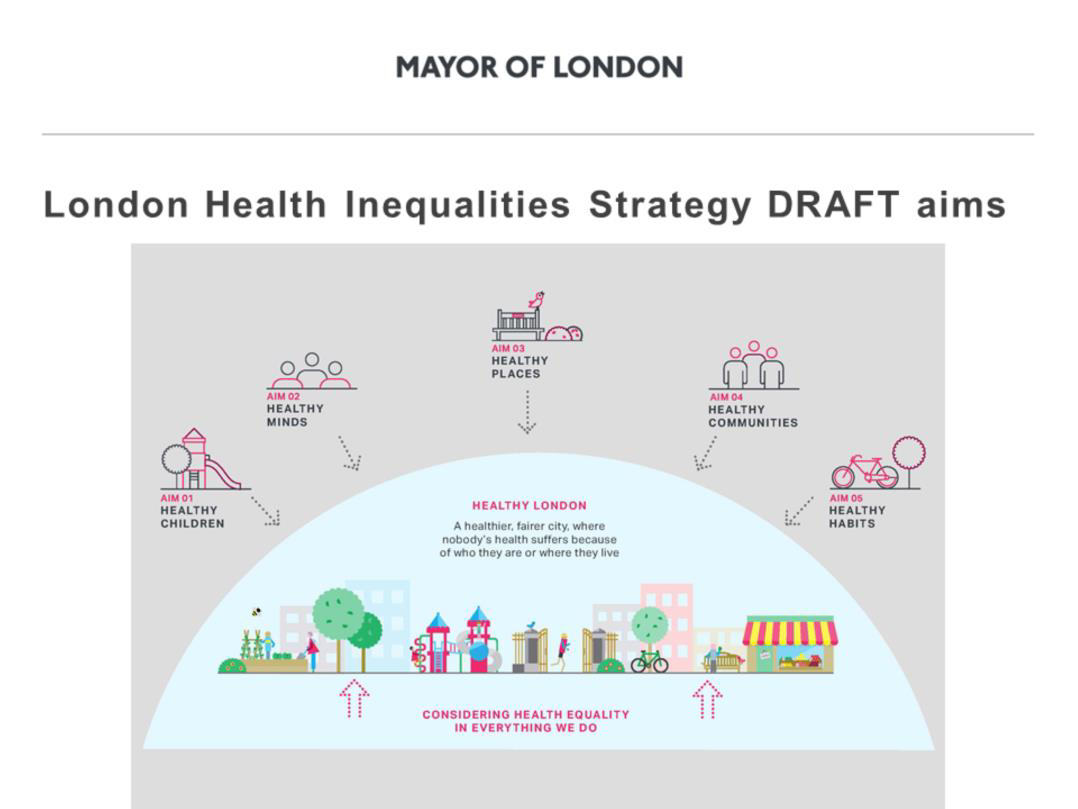 MAYOR OF LONDON
London Health Inequalities Strategy DRAFT aims
AIM 01
HEALTHY
CHILDREN
AIM 02
HEALTHY
MINDS
AIM 03
HEALTHY
PLACES
AIM 04
HEALTHY
COMMUNITIES
AIM 05
HEALTHY
HABITS
HEALTHY LONDON
A healthier, fairer city, where
nobody's health suffers because
of who they are or where they live
CONSIDERING HEALTH EQUALITY
IN EVERYTHING WE DO